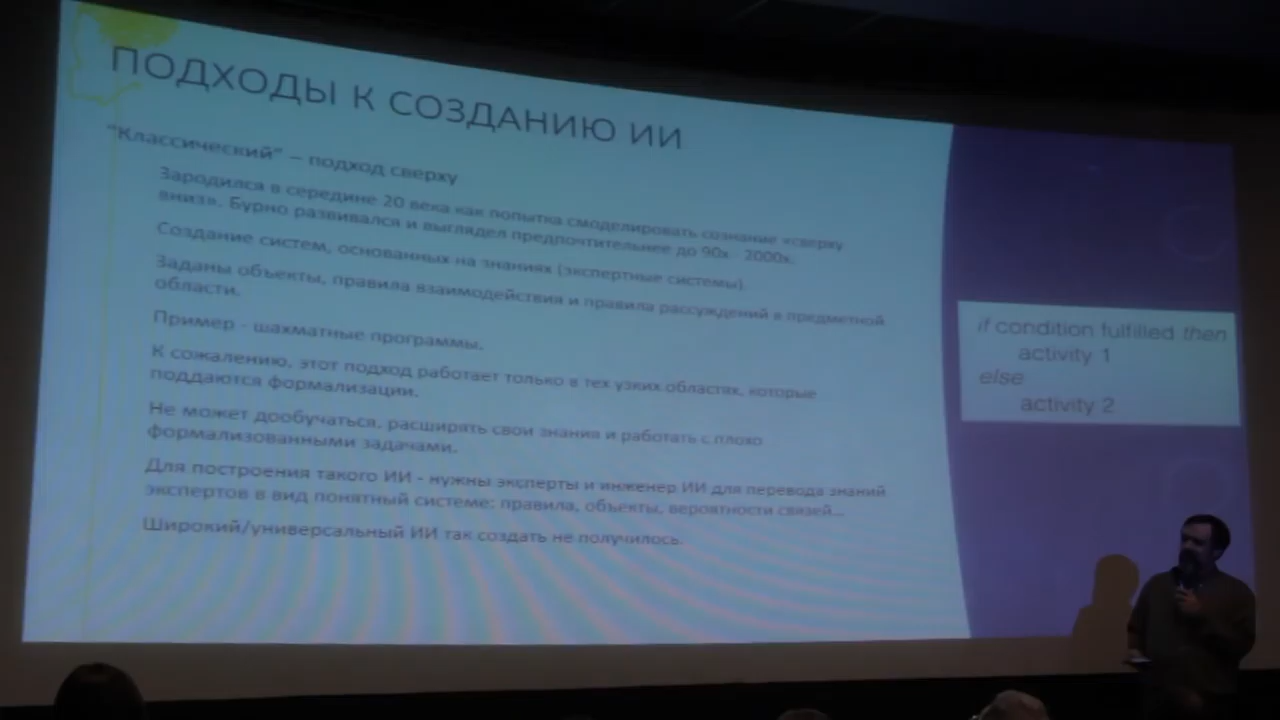 ПОДХОДЫ К СОЗДАНИЮ ИИ
"Классический" – подход сверху
Зародился в середине 20 века как попытка смоделировать сознание «сверху
вниз». Бурно развивался и выглядел предпочтительнее до 90х - 2000х.
Создание систем, основанных на знаниях (экспертные системы).
Заданы объекты, правила взаимодействия и правила рассуждений в предметной
области.
Пример - шахматные программы.
К сожалению, этот подход работает только в тех узких областях, которые
поддаются формализации.
Не может дообучаться, расширять свои знания и работать с плохо
формализованными задачами.
Для построения такого ИИ - нужны эксперты и инженер ИИ для перевода знаний
экспертов в вид понятный системе: правила, объекты, вероятности связей...
Широкий/универсальный ИИ так создать не получилось.
if condition fulfilled then
activity 1
else
activity 2